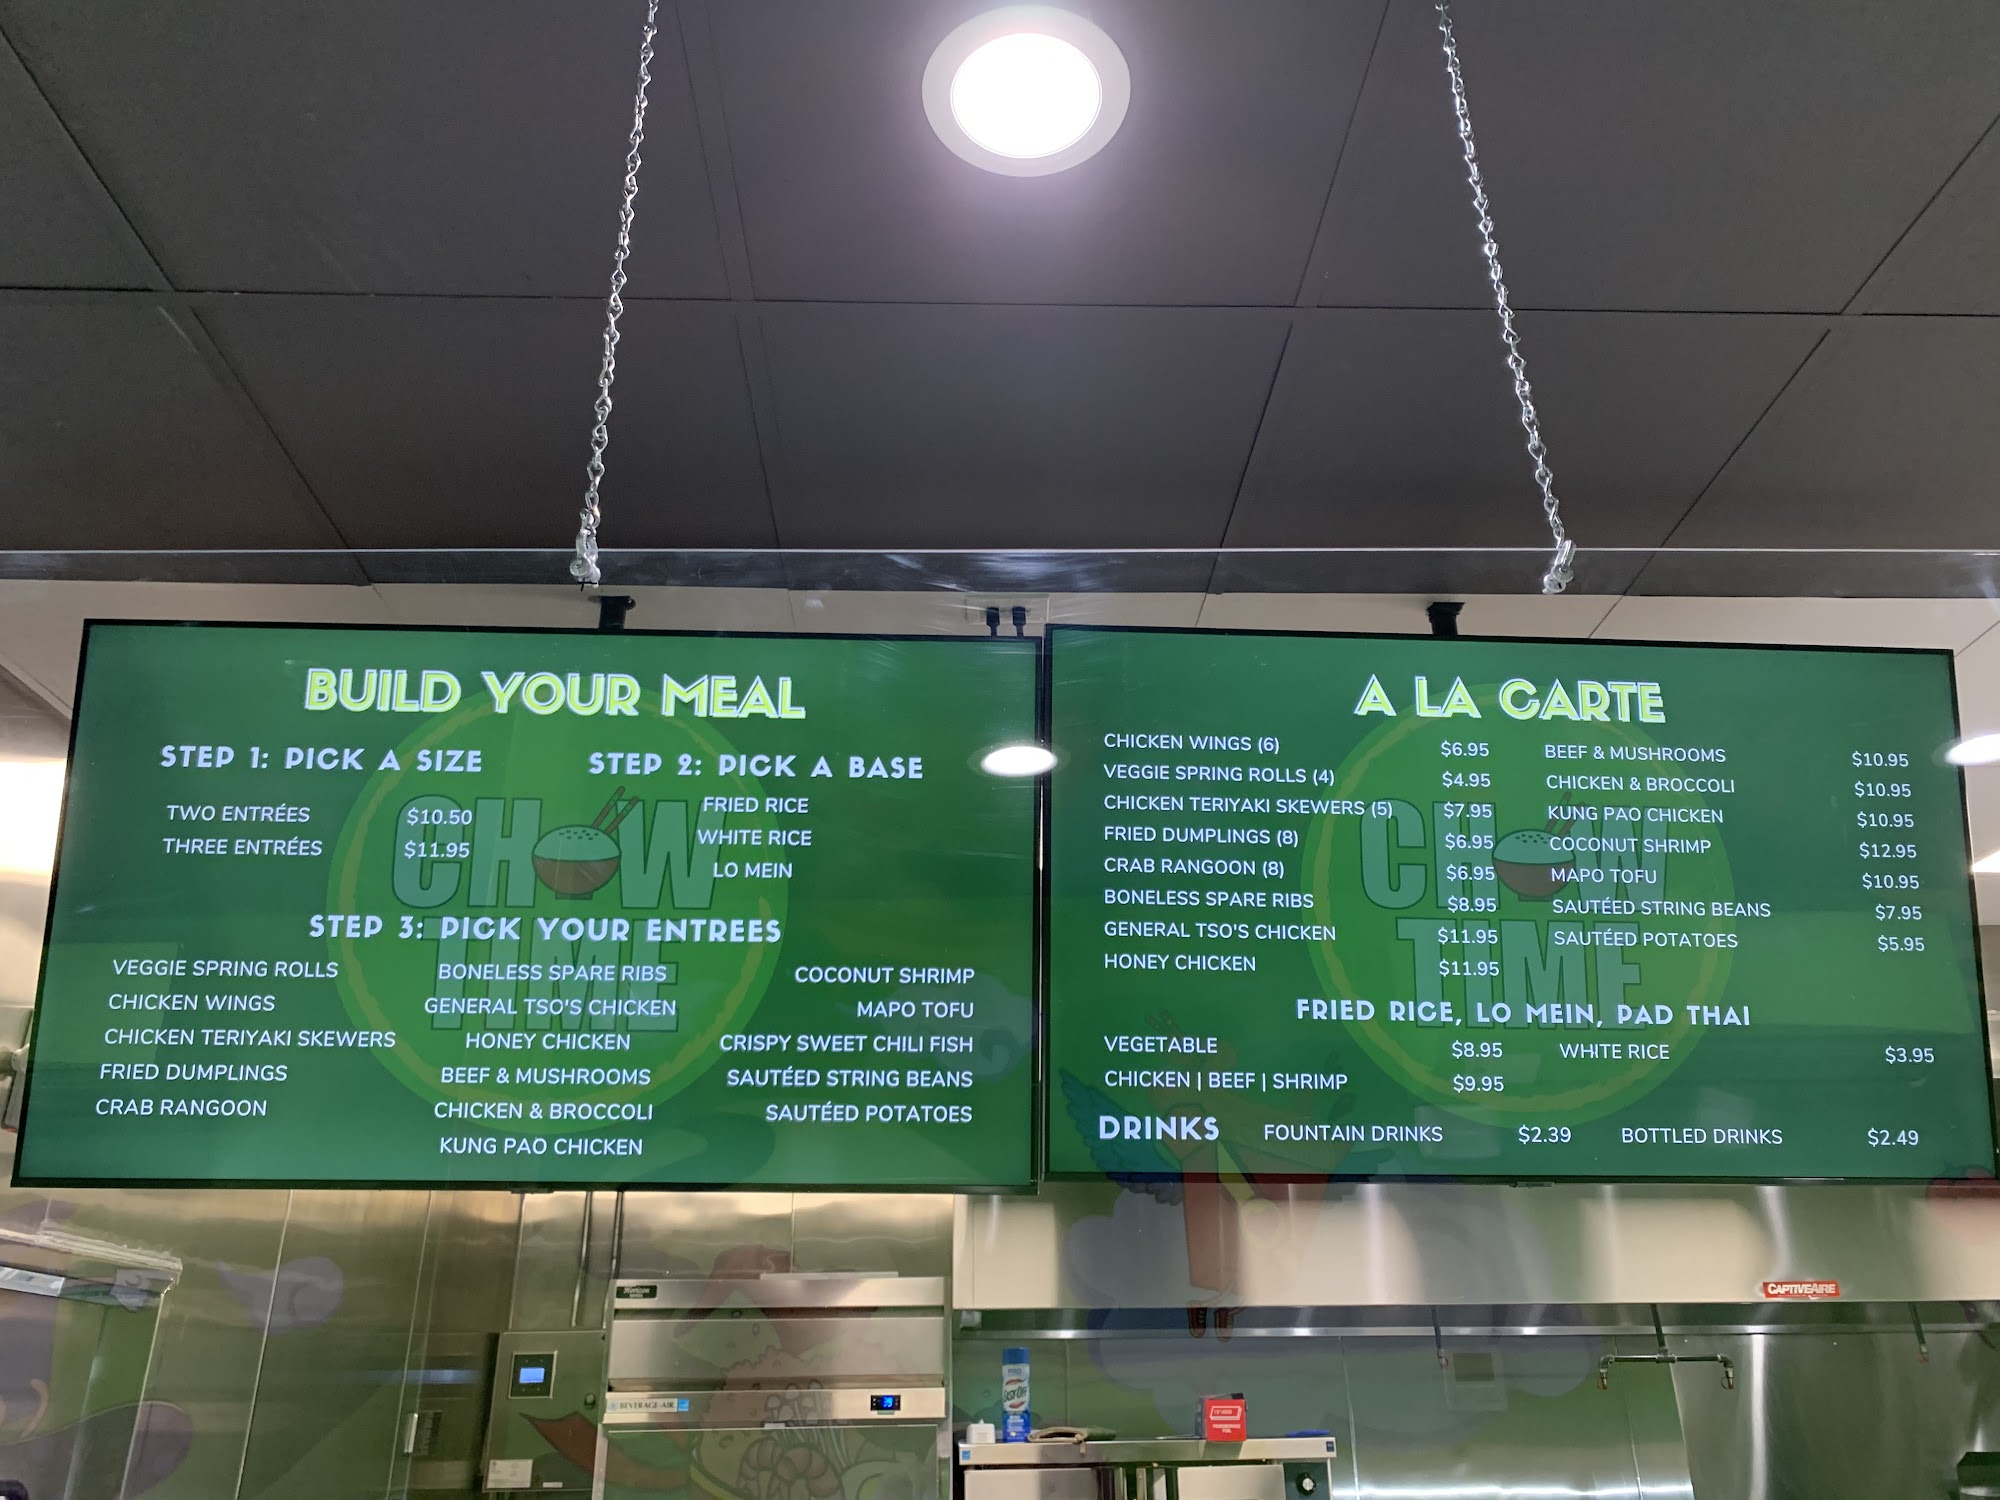 BUILD YOUR MEAL
STEP 1: PICK A SIZE
TWO ENTRÉES $10.50
THREE ENTRÉES $11.95
STEP 2: PICK A BASE
FRIED RICE
WHITE RICE
LO MEIN
CHOW
TIME
STEP 3: PICK YOUR ENTREES
VEGGIE SPRING ROLLS
CHICKEN WINGS
CHICKEN TERIYAKI SKEWERS
FRIED DUMPLINGS
CRAB RANGOON
BONELESS SPARE RIBS
GENERAL TSO'S CHICKEN
HONEY CHICKEN
BEEF & MUSHROOMS
CHICKEN & BROCCOLI
KUNG PAO CHICKEN
COCONUT SHRIMP
MAPO TOFU
CRISPY SWEET CHILI FISH
SAUTÉED STRING BEANS
SAUTÉED POTATOES
A LA CARTE
CHICKEN WINGS (6) $6.95
VEGGIE SPRING ROLLS (4) $4.95
CHICKEN TERIYAKI SKEWERS (5) $7.95
FRIED DUMPLINGS (8) $6.95
CRAB RANGOON (8) $6.95
BONELESS SPARE RIBS $8.95
GENERAL TSO'S CHICKEN $11.95
HONEY CHICKEN $11.95
BEEF & MUSHROOMS $10.95
CHICKEN & BROCCOLI $10.95
KUNG PAO CHICKEN $10.95
COCONUT SHRIMP $12.95
MAPO TOFU $10.95
SAUTÉED STRING BEANS $7.95
SAUTÉED POTATOES $5.95
CHOW
TIME
FRIED RICE, LO MEIN, PAD THAI
VEGETABLE $8.95 WHITE RICE $3.95
CHICKEN | BEEF | SHRIMP $9.95
DRINKS FOUNTAIN DRINKS $2.39 BOTTLED DRINKS $2.49
CAPTIVEAIRE
BEVERAGE-AIR
EASY-OFF